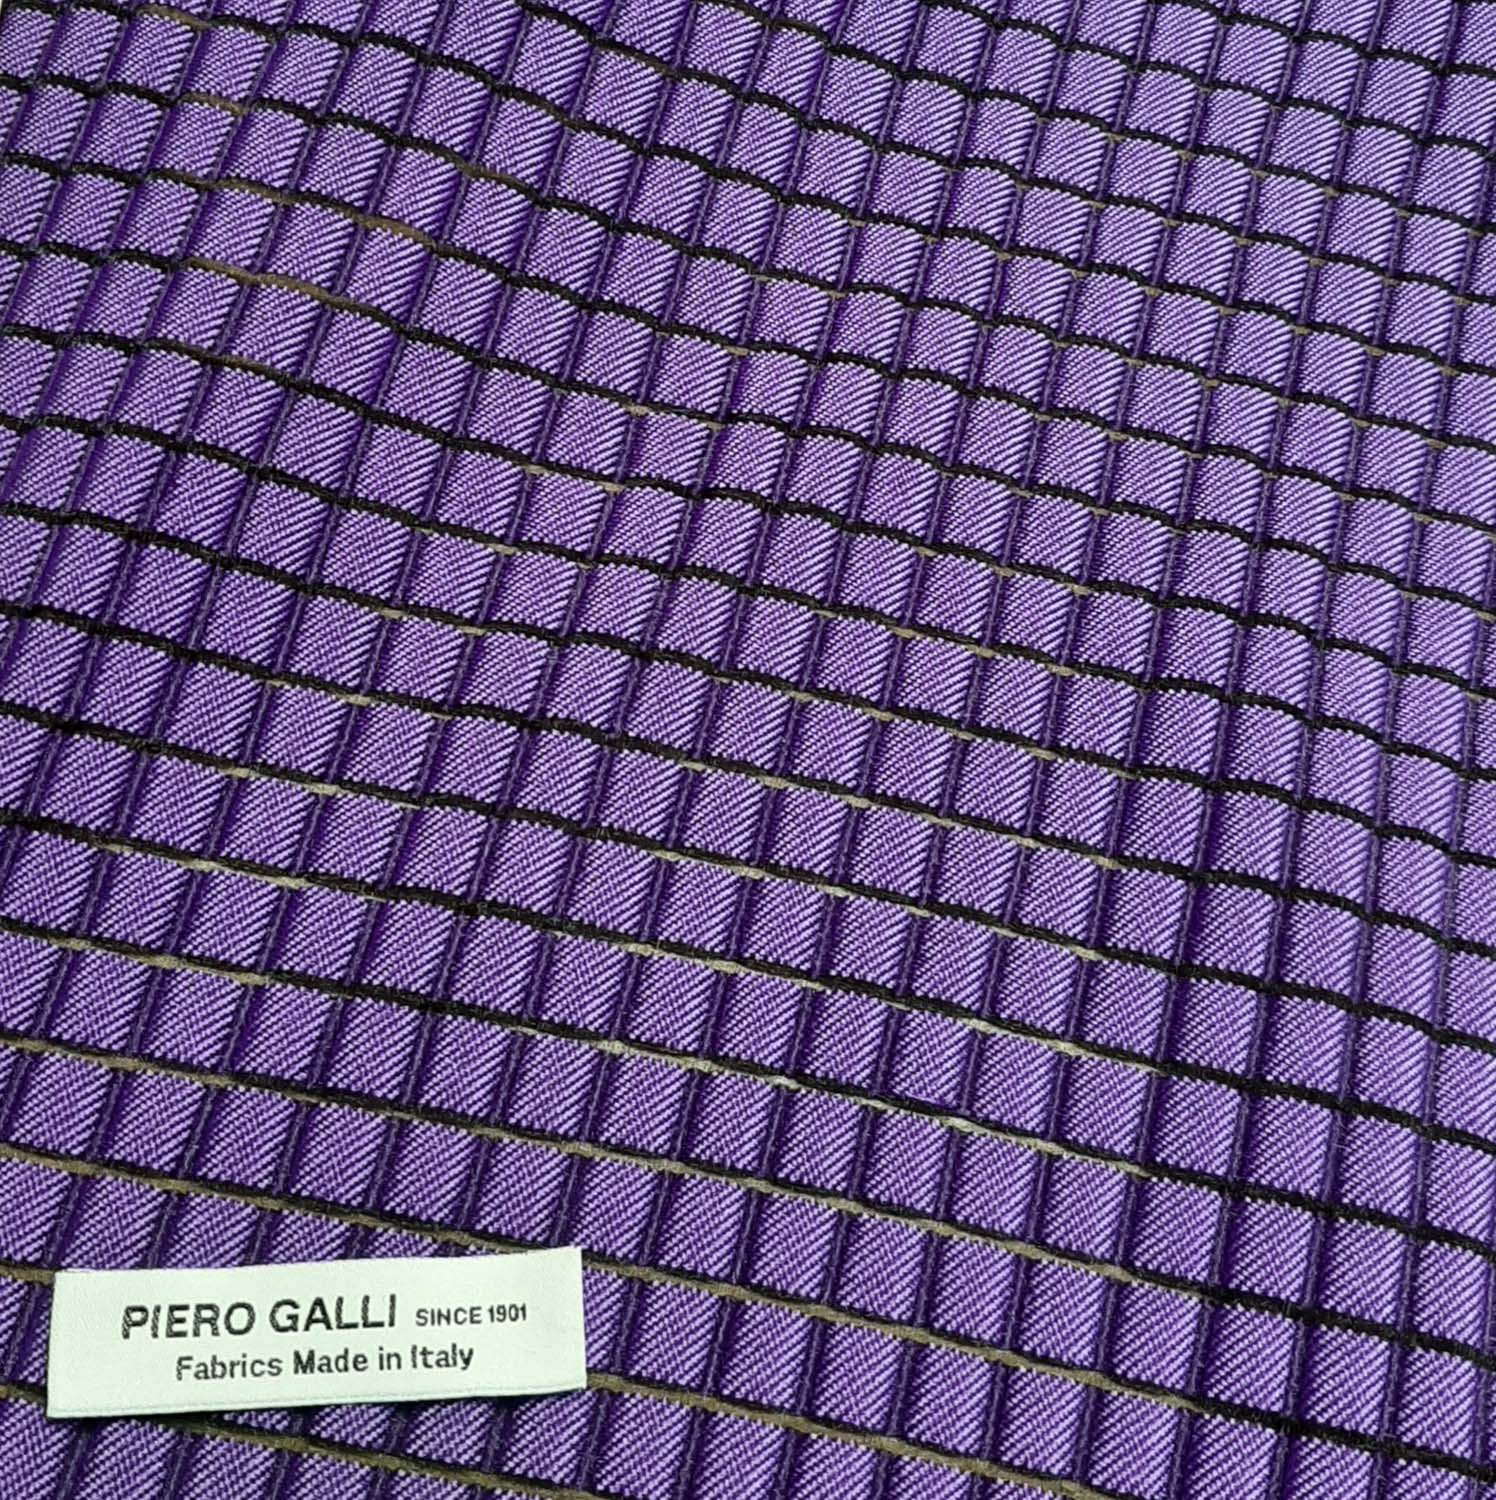 PIERO GALLI SINCE 1901
Fabrics Made in Italy